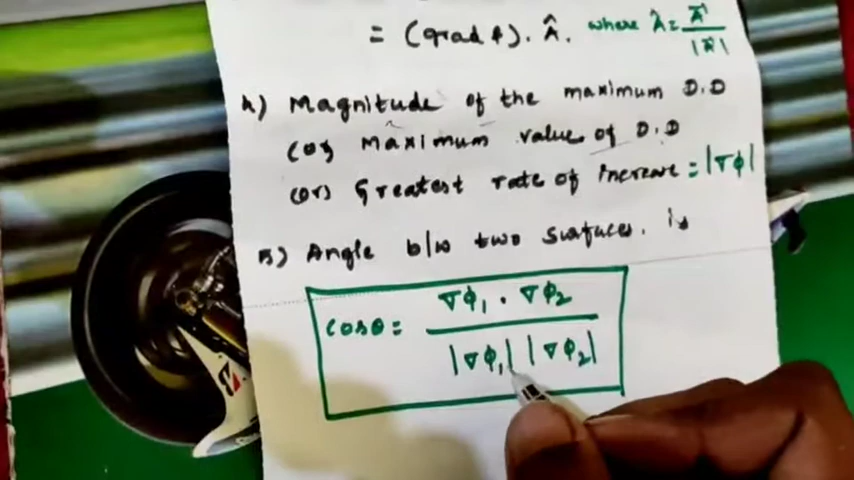 = (grad ϕ). Â. where Â = A̅ / |A̅|
4) Magnitude of the maximum D.D
(or) Maximum value of D.D
(or) Greatest rate of increase = |∇ϕ|
5) Angle b/w two surfaces. is
cosθ = ∇ϕ₁ · ∇ϕ₂ / |∇ϕ₁| |∇ϕ₂|